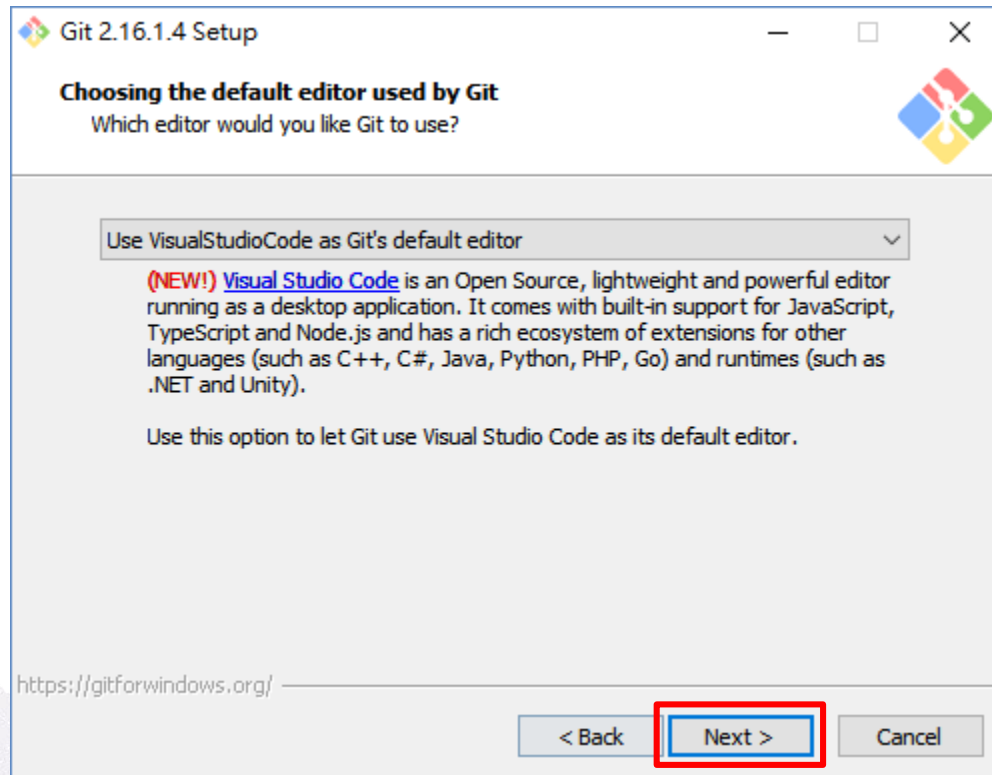 Git 2.16.1.4 Setup
Choosing the default editor used by Git
Which editor would you like Git to use?
Use VisualStudioCode as Git's default editor
(NEW!) Visual Studio Code is an Open Source, lightweight and powerful editor
running as a desktop application. It comes with built-in support for JavaScript,
TypeScript and Node.js and has a rich ecosystem of extensions for other
languages (such as C++, C#, Java, Python, PHP, Go) and runtimes (such as
.NET and Unity).
Use this option to let Git use Visual Studio Code as its default editor.
https://gitforwindows.org/
< Back Next > Cancel